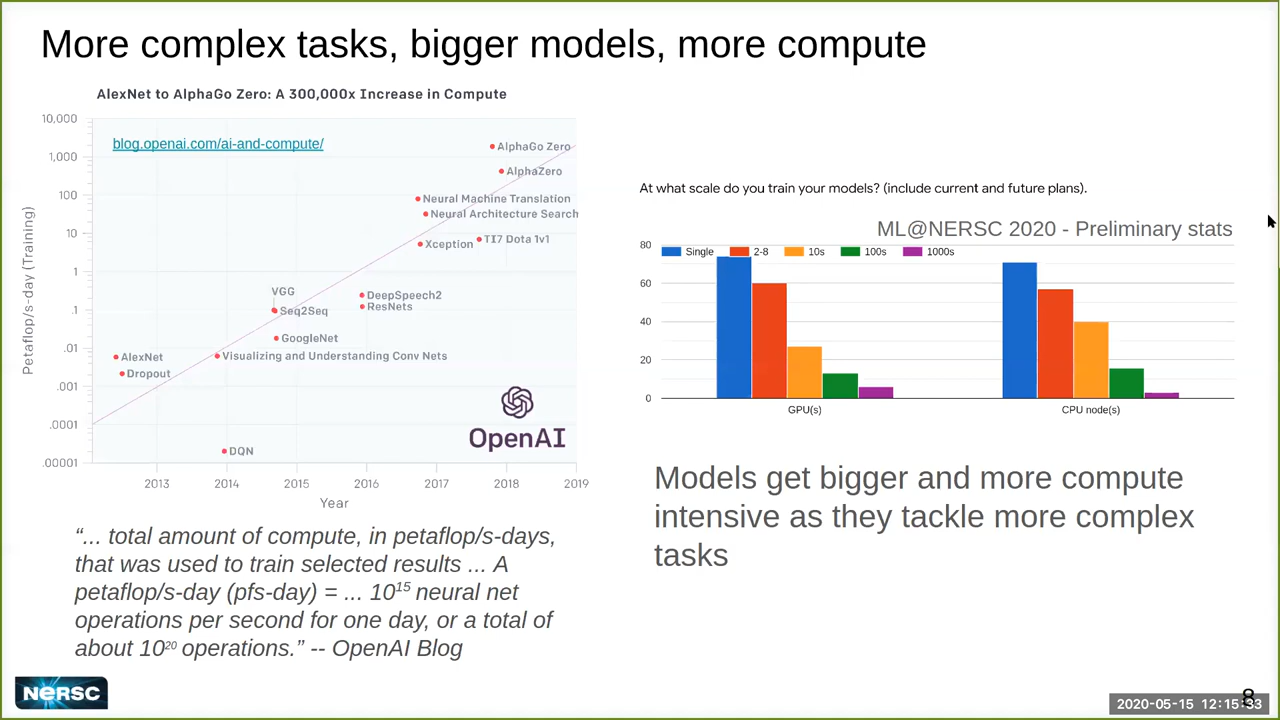 More complex tasks, bigger models, more compute
AlexNet to AlphaGo Zero: A 300,000x Increase in Compute
blog.openai.com/ai-and-compute/
Petaflop/s-day (Training)
10,000
1,000
100
10
1
.1
.01
.001
.0001
.00001
AlphaGo Zero
AlphaZero
Neural Machine Translation
Neural Architecture Search
TI7 Dota 1v1
Xception
VGG
DeepSpeech2
ResNets
Seq2Seq
GoogleNet
AlexNet
Visualizing and Understanding Conv Nets
Dropout
DQN
OpenAI
2013 2014 2015 2016 2017 2018 2019
Year
“... total amount of compute, in petaflop/s-days,
that was used to train selected results ... A
petaflop/s-day (pfs-day) = ... 10¹⁵ neural net
operations per second for one day, or a total of
about 10²⁰ operations.” -- OpenAI Blog
At what scale do you train your models? (include current and future plans).
ML@NERSC 2020 - Preliminary stats
Single 2-8 10s 100s 1000s
80
60
40
20
0
GPU(s) CPU node(s)
Models get bigger and more compute
intensive as they tackle more complex
tasks
NERSC
8
2020-05-15 12:15:33